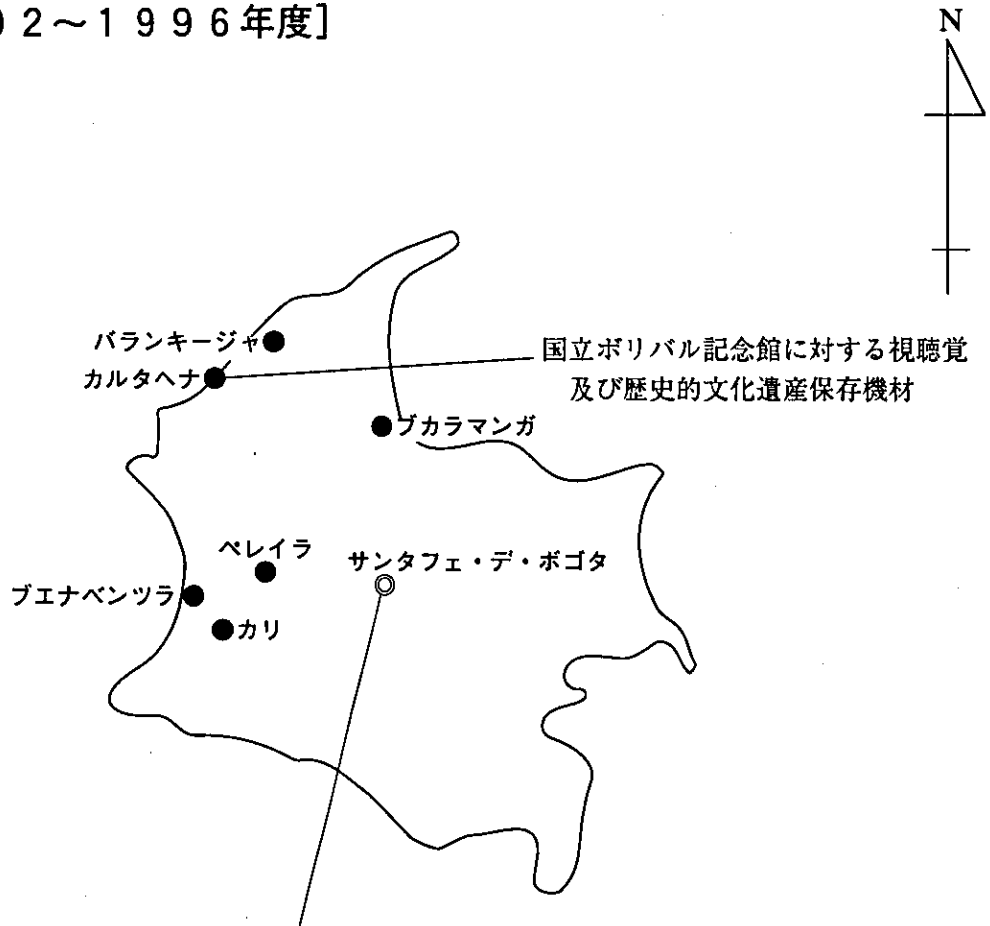 2～1996年度]
N
バランキージャ
カルタヘナ
国立ボリバル記念館に対する視聴覚
及び歴史的文化遺産保存機材
ブカラマンガ
ペレイラ
サンタフェ・デ・ボゴタ
ブエナベンツラ
カリ